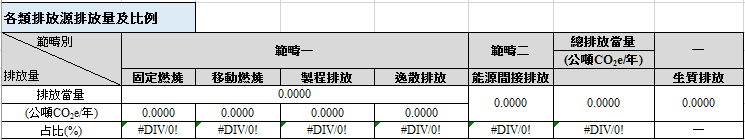 各類排放源排放量及比例
範疇別 範疇一 範疇二 總排放當量 —
(公噸CO2e/年)
排放量 固定燃燒 移動燃燒 製程排放 逸散排放 能源間接排放 生質排放
排放當量 0.0000 0.0000 0.0000 0.0000
(公噸CO2e/年) 0.0000 0.0000 0.0000 0.0000
占比(%) #DIV/0! #DIV/0! #DIV/0! #DIV/0! #DIV/0! #DIV/0! —